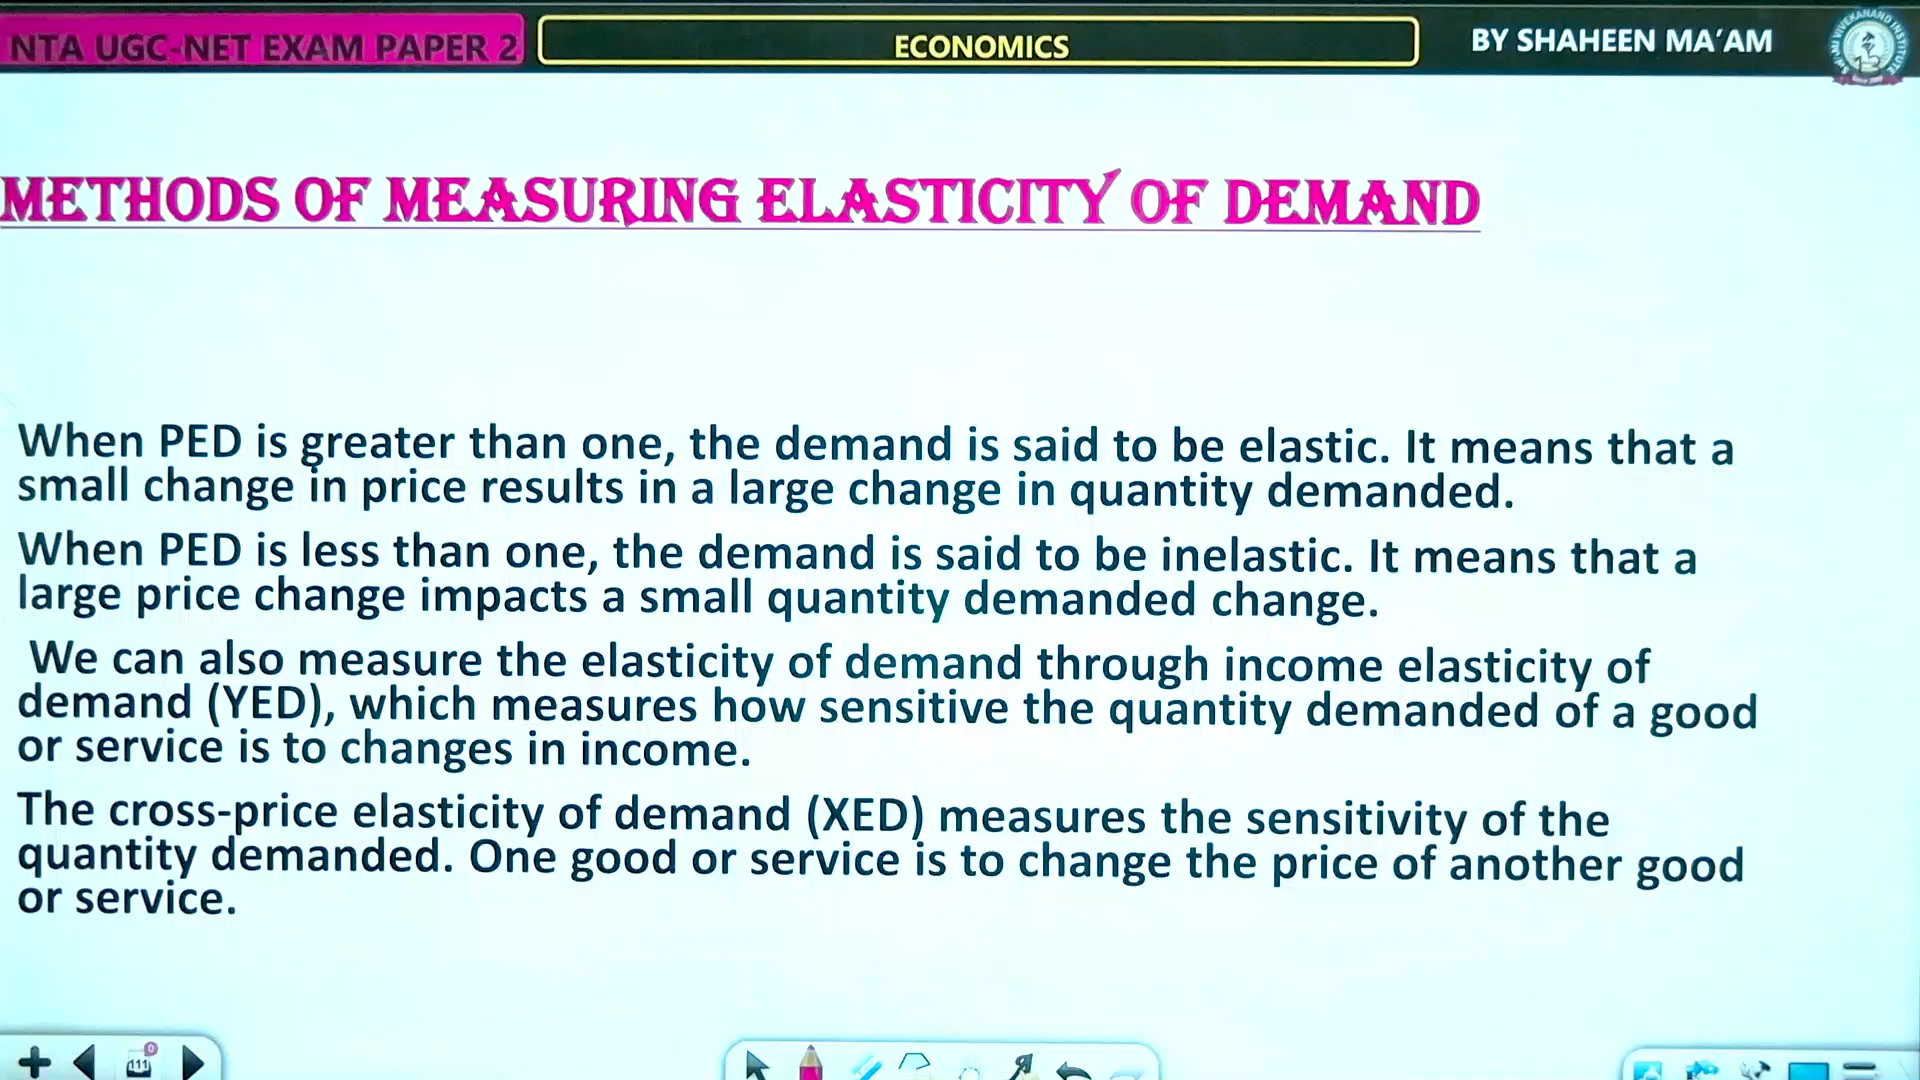 NTA UGC-NET EXAM PAPER 2
ECONOMICS
BY SHAHEEN MA'AM
METHODS OF MEASURING ELASTICITY OF DEMAND
When PED is greater than one, the demand is said to be elastic. It means that a
small change in price results in a large change in quantity demanded.
When PED is less than one, the demand is said to be inelastic. It means that a
large price change impacts a small quantity demanded change.
We can also measure the elasticity of demand through income elasticity of
demand (YED), which measures how sensitive the quantity demanded of a good
or service is to changes in income.
The cross-price elasticity of demand (XED) measures the sensitivity of the
quantity demanded. One good or service is to change the price of another good
or service.